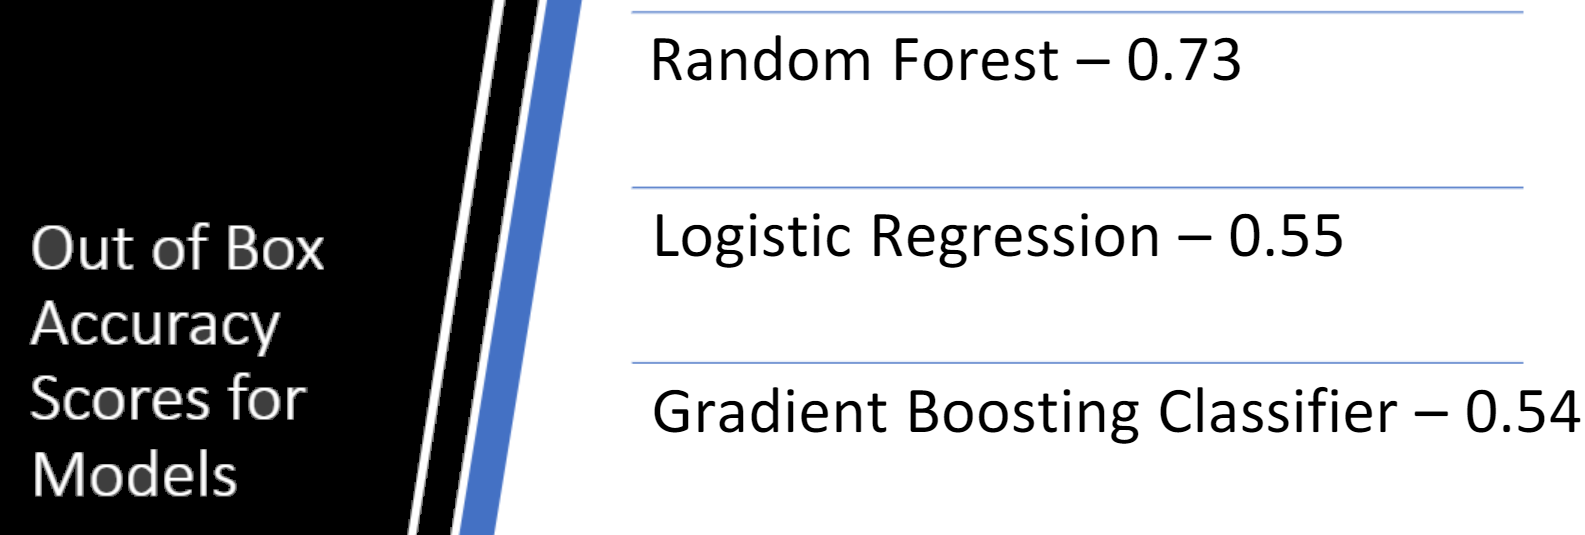 Out of Box
Accuracy
Scores for
Models
Random Forest – 0.73
Logistic Regression – 0.55
Gradient Boosting Classifier – 0.54